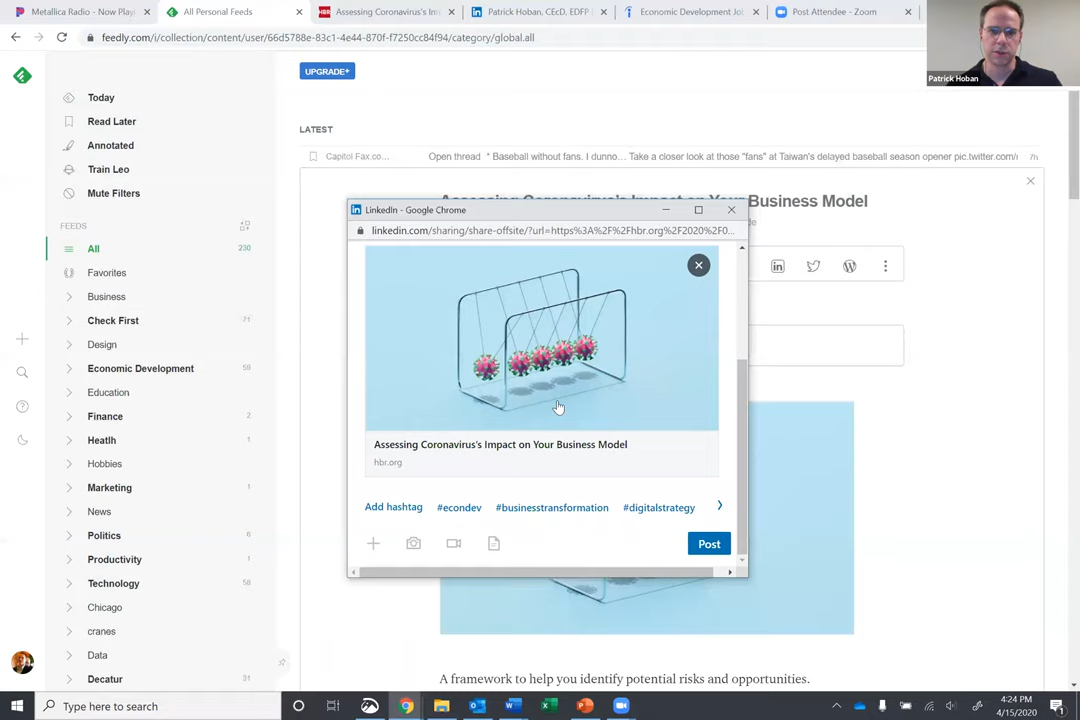 Metallica Radio - Now Playi
All Personal Feeds
HBR
Assessing Coronavirus's Im
Patrick Hoban, CEcD, EDFP
Economic Development Jo
Post Attendee - Zoom
feedly.com/i/collection/content/user/66d5788e-83c1-4e44-870f-f7250cc84f94/category/global.all
Patrick Hoban
UPGRADE+
Today
Read Later
Annotated
Train Leo
Mute Filters
FEEDS
All 230
Favorites
Business
Check First 71
Design
Economic Development 59
Education
Finance 2
Heatlh 1
Hobbies
Marketing 1
News
Politics 6
Productivity 1
Technology 58
Chicago
cranes
Data
Decatur 31
LATEST
Capitol Fax.co... Open thread * Baseball without fans. I dunno... Take a closer look at those "fans" at Taiwan's delayed baseball season opener pic.twitter.com/r 7h
Assessing Coronavirus's Impact on Your Business Model
LinkedIn - Google Chrome
linkedin.com/sharing/share-offsite/?url=https%3A%2F%2Fhbr.org%2F2020%2F0...
Assessing Coronavirus's Impact on Your Business Model
hbr.org
Add hashtag #econdev #businesstransformation #digitalstrategy
Post
A framework to help you identify potential risks and opportunities.
Type here to search
4:24 PM
4/15/2020